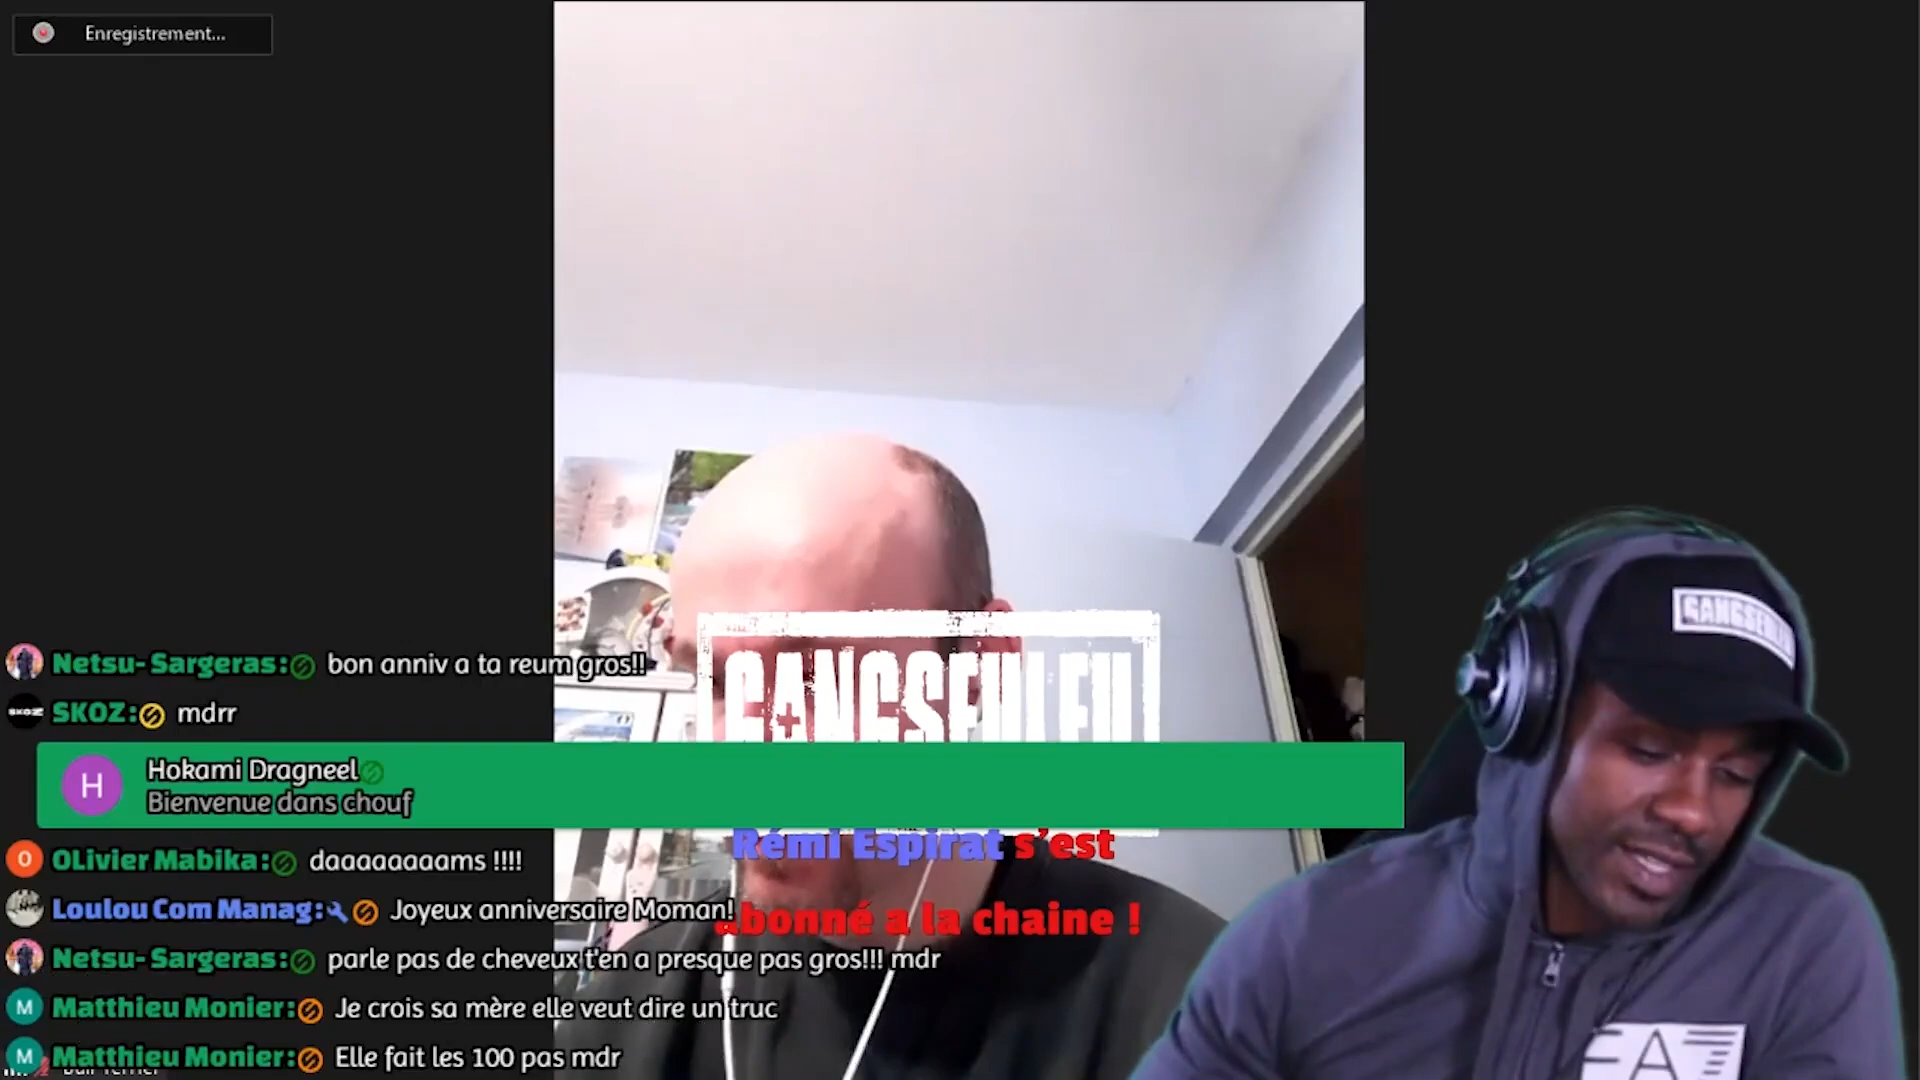 Enregistrement...
GANGSEULEU
Netsu- Sargeras: bon anniv a ta reum gros!!
SKOZ: mdrr
GANGSEULEU
Hokami Dragneel
Bienvenue dans chouf
H
Rémi Espirat s'est
abonné a la chaine !
OLivier Mabika: daaaaaaaams !!!!
Loulou Com Manag: Joyeux anniversaire Moman!
Netsu- Sargeras: parle pas de cheveux t'en a presque pas gros!!! mdr
M Matthieu Monier: Je crois sa mère elle veut dire un truc
M Matthieu Monier: Elle fait les 100 pas mdr